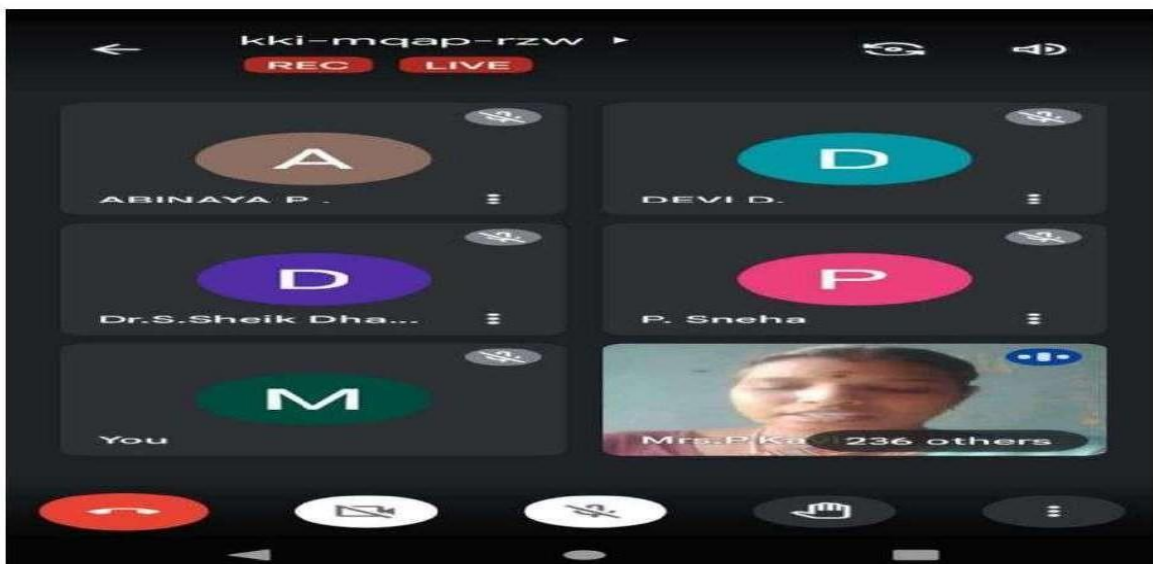 kki-mqap-rzw
REC LIVE
A
ABINAYA P .
D
DEVI D.
D
Dr.S.Sheik Dha...
P
P. Sneha
M
You
Mrs.P.Ka
236 others